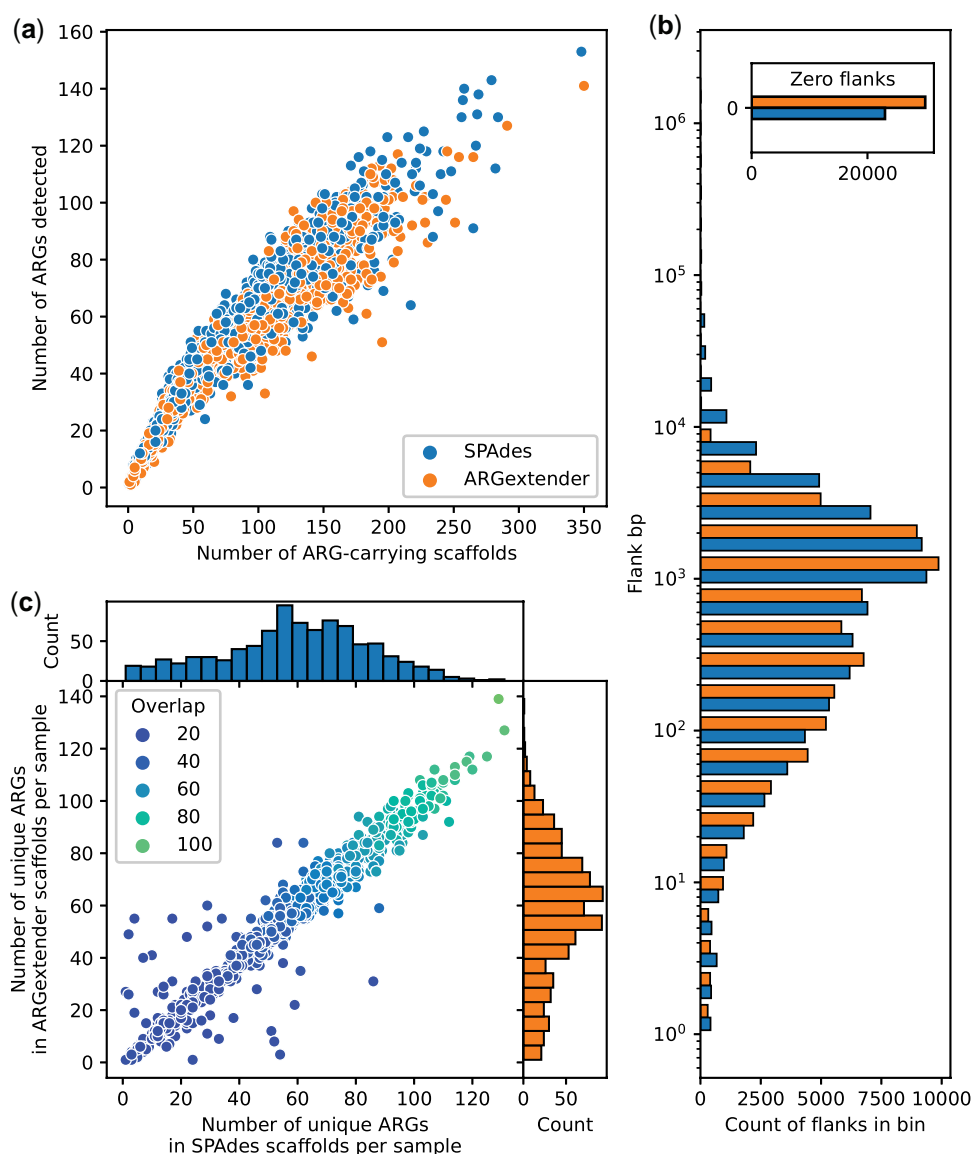 (a)
160
140
120
100
80
60
40
20
0
Number of ARGs detected
0 50 100 150 200 250 300 350
Number of ARG-carrying scaffolds
SPAdes
ARGextender
(b)
Zero flanks
0
0 20000
10⁶
10⁵
10⁴
10³
10²
10¹
10⁰
Flank bp
0 2500 5000 7500 10000
Count of flanks in bin
(c)
Count
50
0
140
120
100
80
60
40
20
0
Number of unique ARGs
in ARGextender scaffolds per sample
Overlap
20
40
60
80
100
0 20 40 60 80 100 120
Number of unique ARGs
in SPAdes scaffolds per sample
0 50
Count